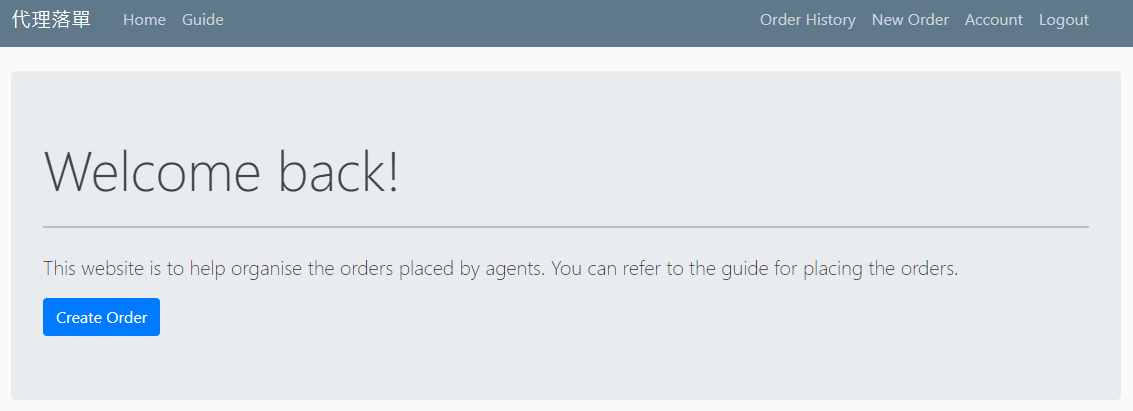 代理落單 Home Guide Order History New Order Account Logout
Welcome back!
This website is to help organise the orders placed by agents. You can refer to the guide for placing the orders.
Create Order